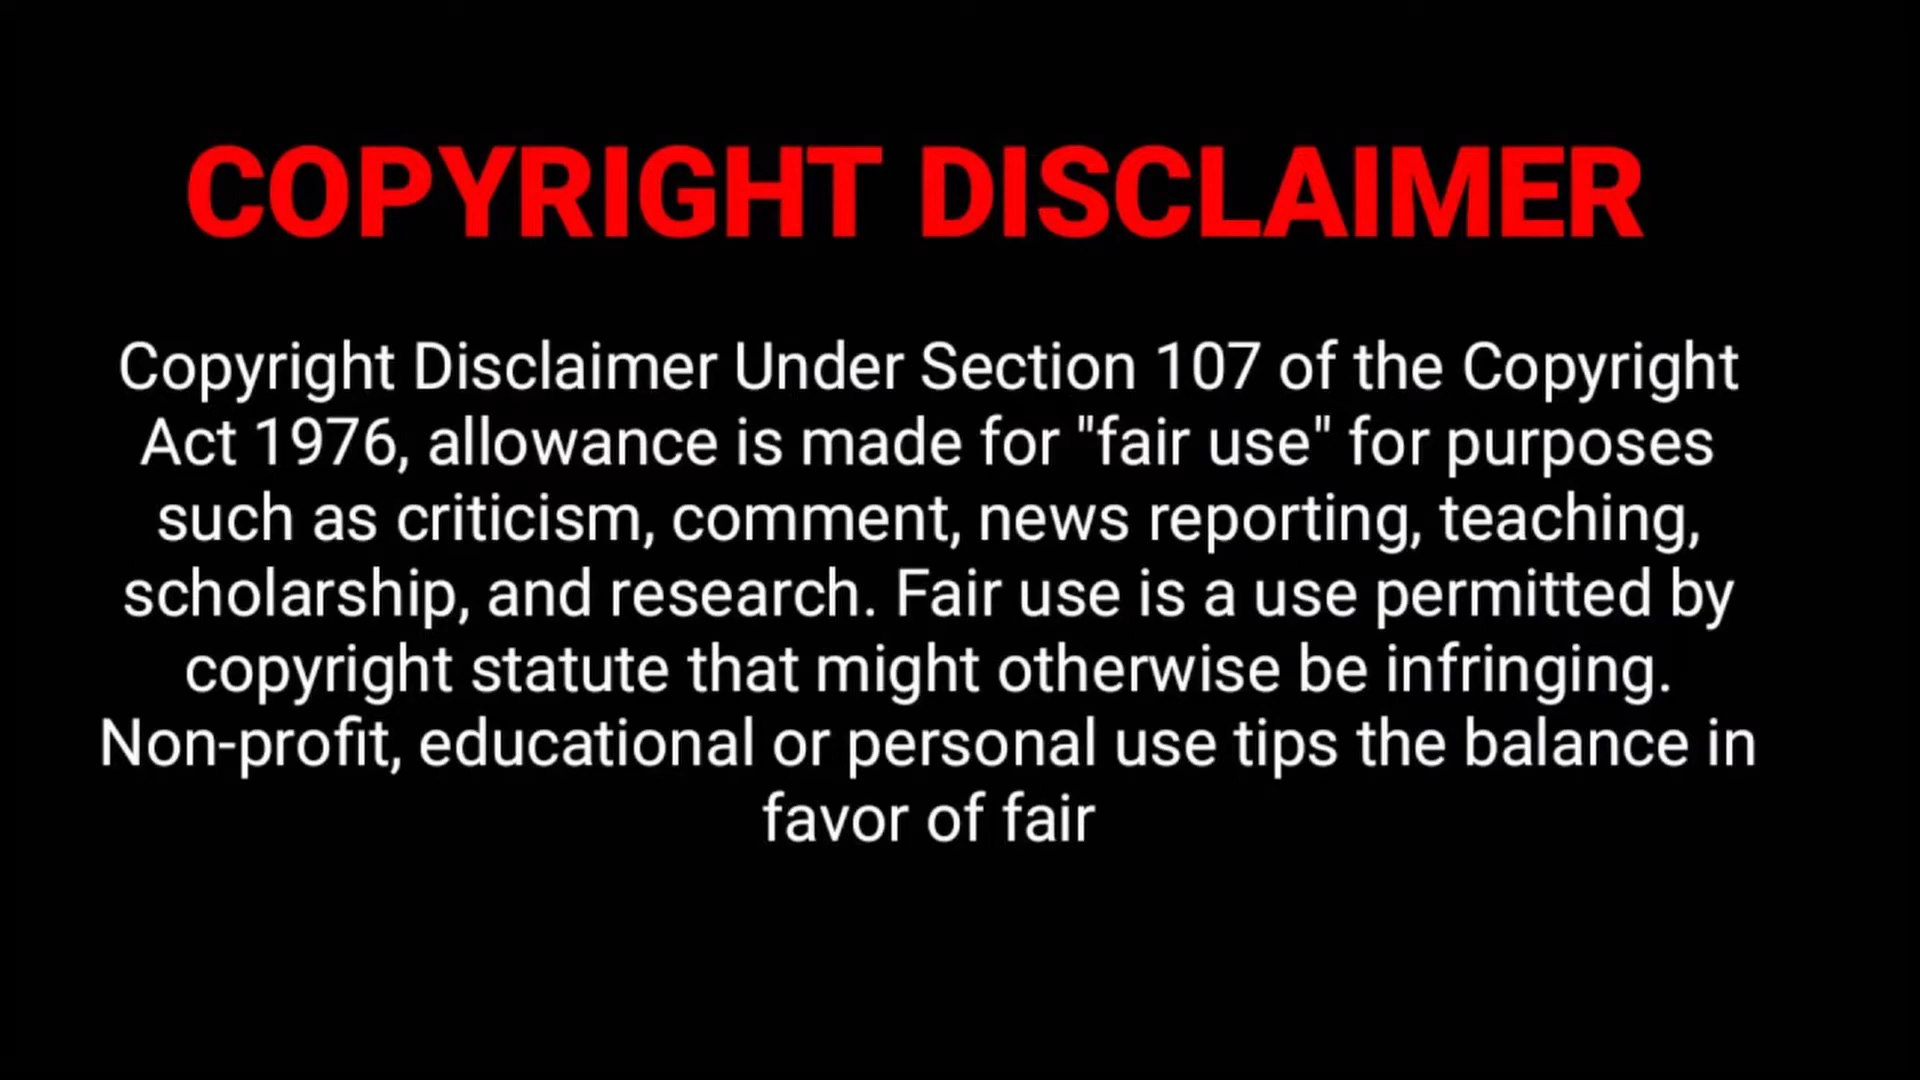 COPYRIGHT DISCLAIMER
Copyright Disclaimer Under Section 107 of the Copyright
Act 1976, allowance is made for "fair use" for purposes
such as criticism, comment, news reporting, teaching,
scholarship, and research. Fair use is a use permitted by
copyright statute that might otherwise be infringing.
Non-profit, educational or personal use tips the balance in
favor of fair